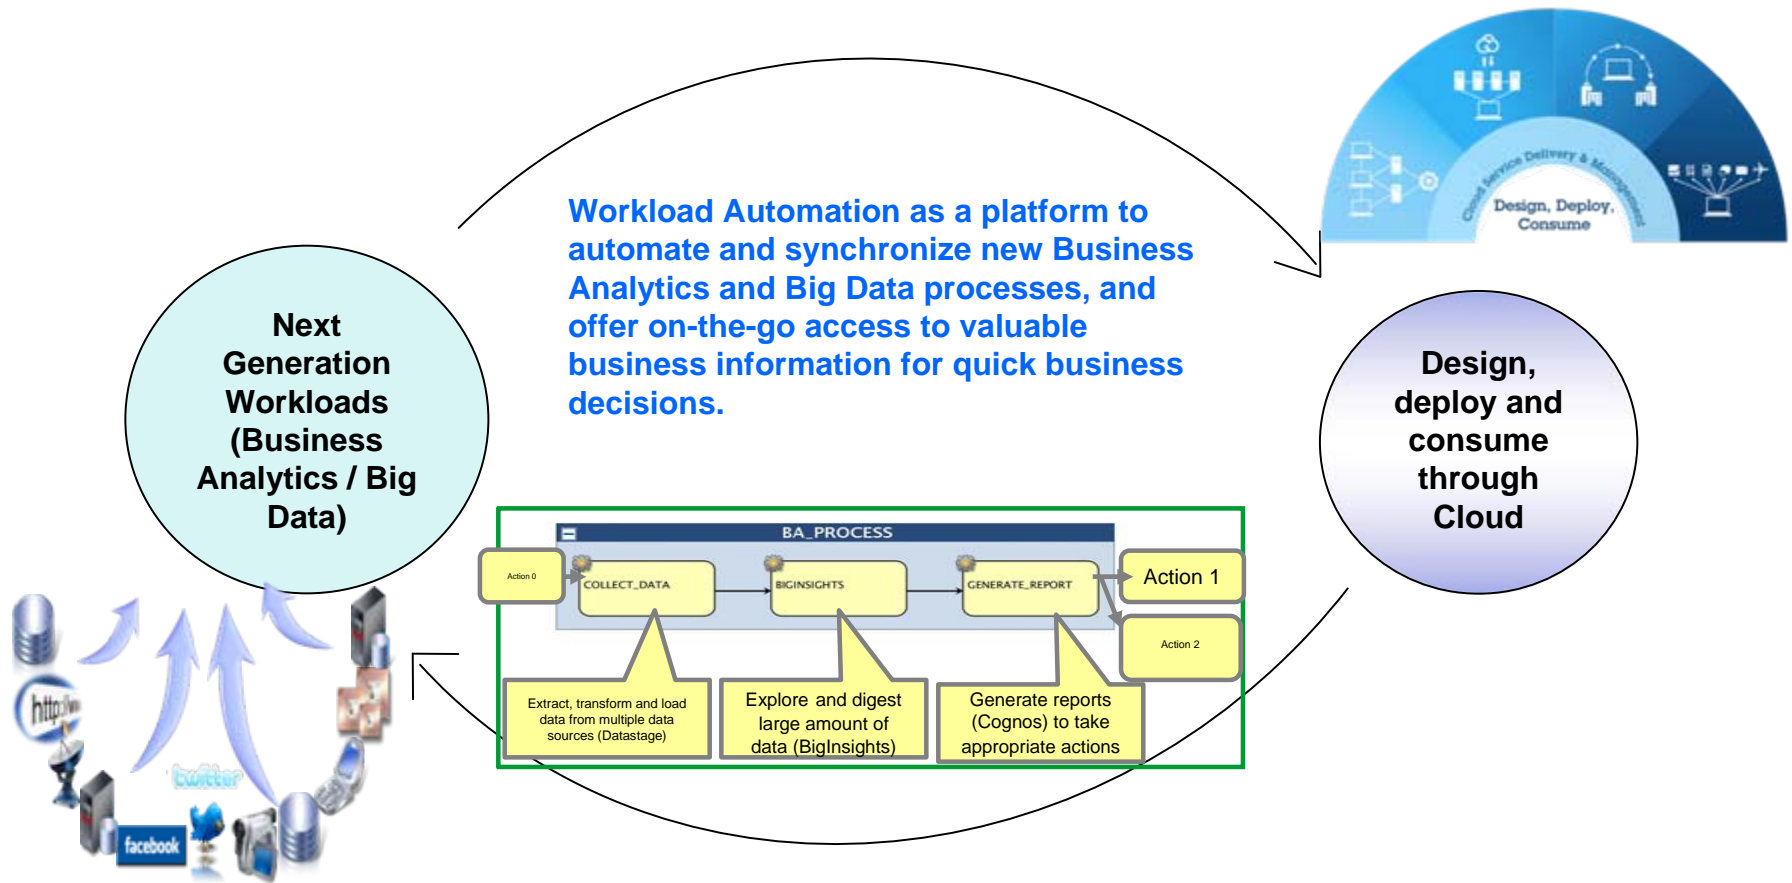 Cloud Service Delivery & Management
Design, Deploy,
Consume
Workload Automation as a platform to
automate and synchronize new Business
Analytics and Big Data processes, and
offer on-the-go access to valuable
business information for quick business
decisions.
Next
Generation
Workloads
(Business
Analytics / Big
Data)
Design,
deploy and
consume
through
Cloud
BA_PROCESS
Action 0
COLLECT_DATA
BIGINSIGHTS
GENERATE_REPORT
Action 1
Action 2
Extract, transform and load
data from multiple data
sources (Datastage)
Explore and digest
large amount of
data (BigInsights)
Generate reports
(Cognos) to take
appropriate actions
twitter
facebook